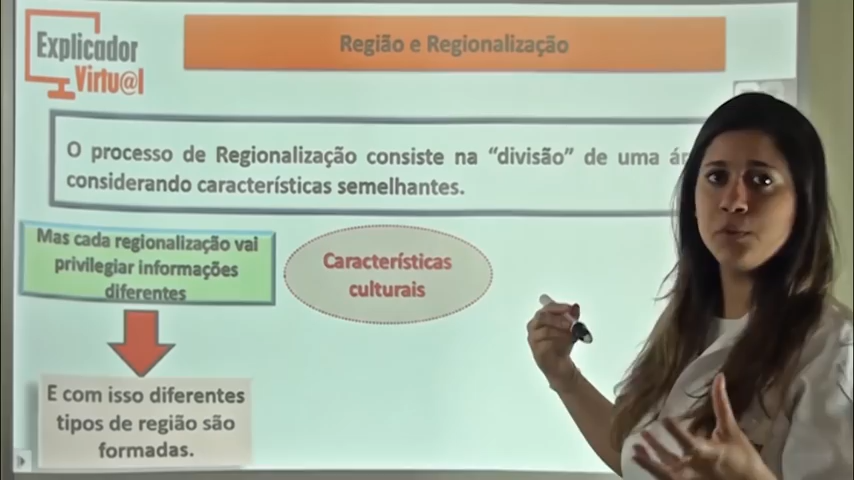 Explicador
Virtu@l
Região e Regionalização
O processo de Regionalização consiste na “divisão” de uma
considerando características semelhantes.
Mas cada regionalização vai
privilegiar informações
diferentes
Características
culturais
E com isso diferentes
tipos de região são
formadas.